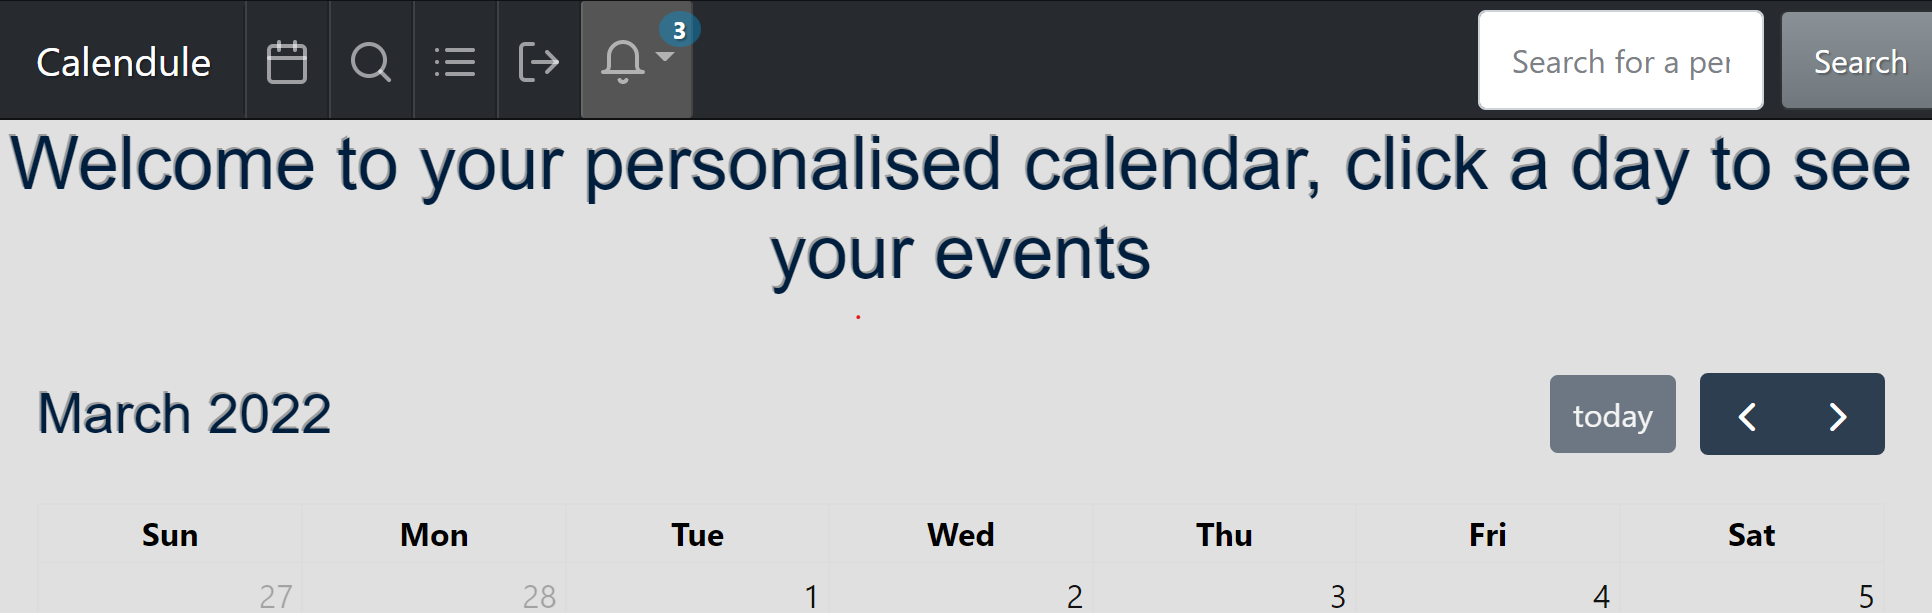 Calendule 3 Search for a per Search
Welcome to your personalised calendar, click a day to see
your events
March 2022 today
Sun Mon Tue Wed Thu Fri Sat
27 28 1 2 3 4 5